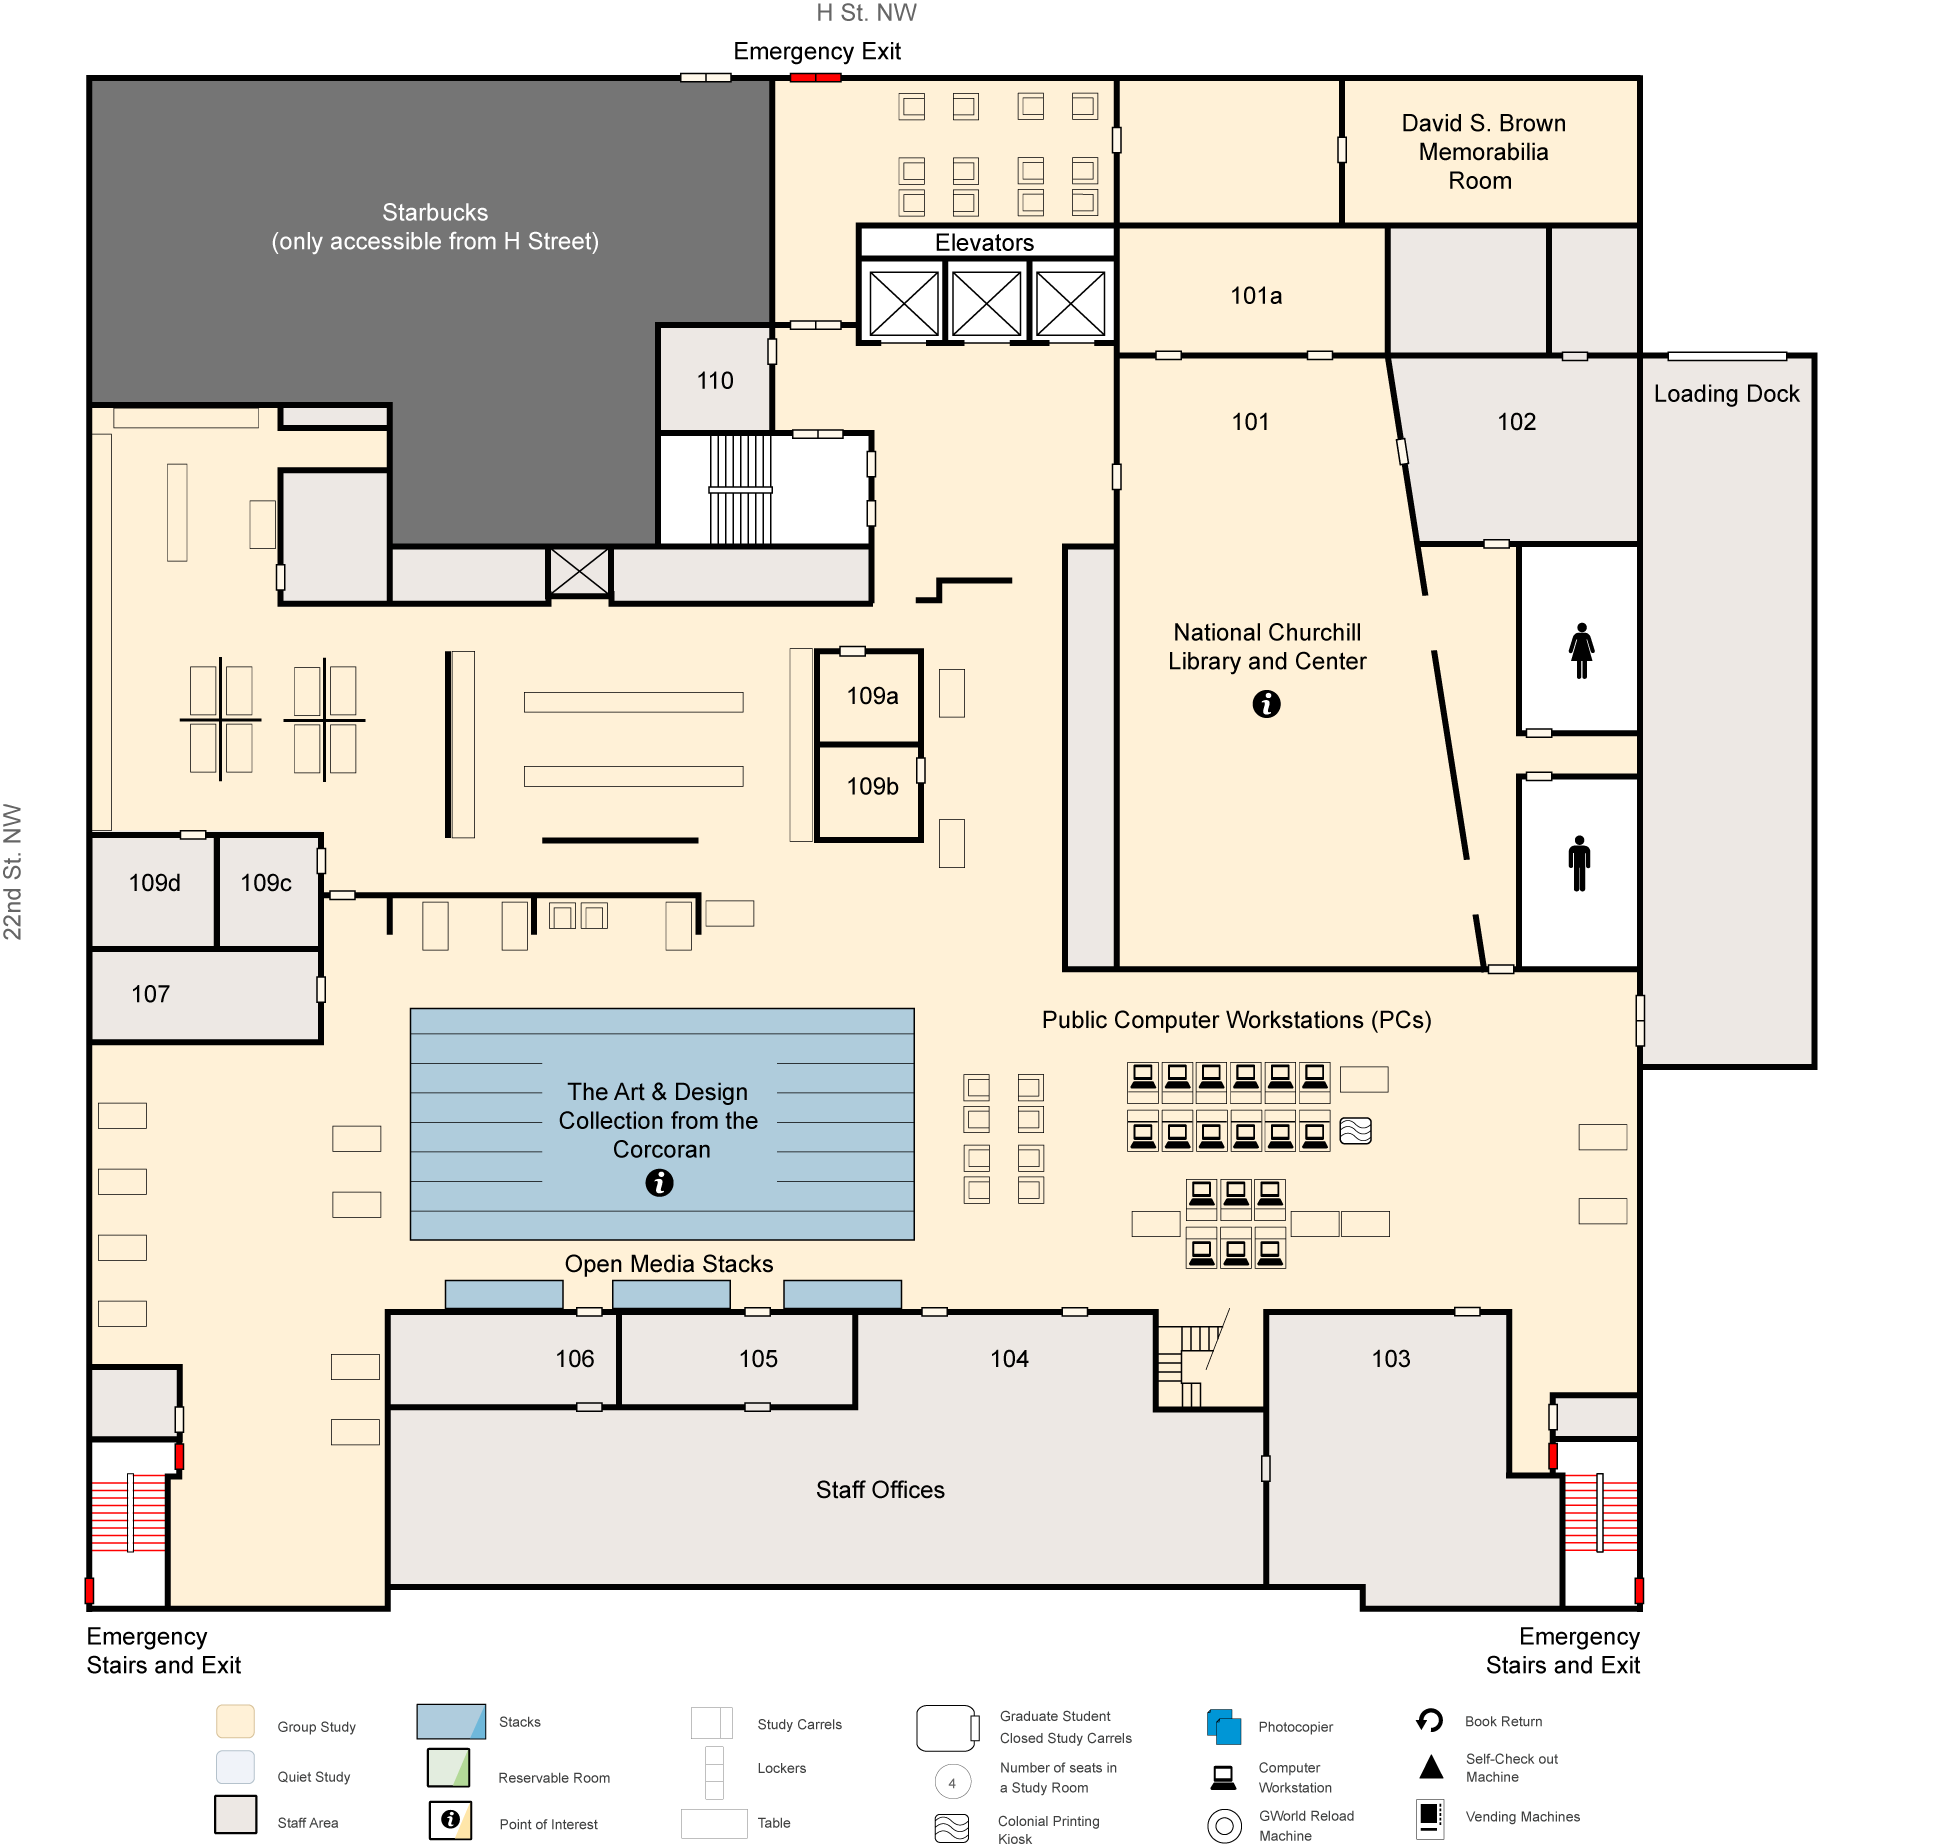 H St. NW
Emergency Exit
David S. Brown
Memorabilia
Room
Starbucks
(only accessible from H Street)
Elevators
101a
110
Loading Dock
101
102
National Churchill
Library and Center
i
109a
109b
22nd St. NW
109d
109c
107
Public Computer Workstations (PCs)
The Art & Design
Collection from the
Corcoran
i
Open Media Stacks
106
105
104
103
Staff Offices
Emergency
Stairs and Exit
Emergency
Stairs and Exit
Group Study
Quiet Study
Staff Area
Stacks
Reservable Room
i
Point of Interest
Study Carrels
Lockers
Table
Graduate Student
Closed Study Carrels
4
Number of seats in
a Study Room
Colonial Printing
Kiosk
Photocopier
Computer
Workstation
GWorld Reload
Machine
Book Return
Self-Check out
Machine
Vending Machines